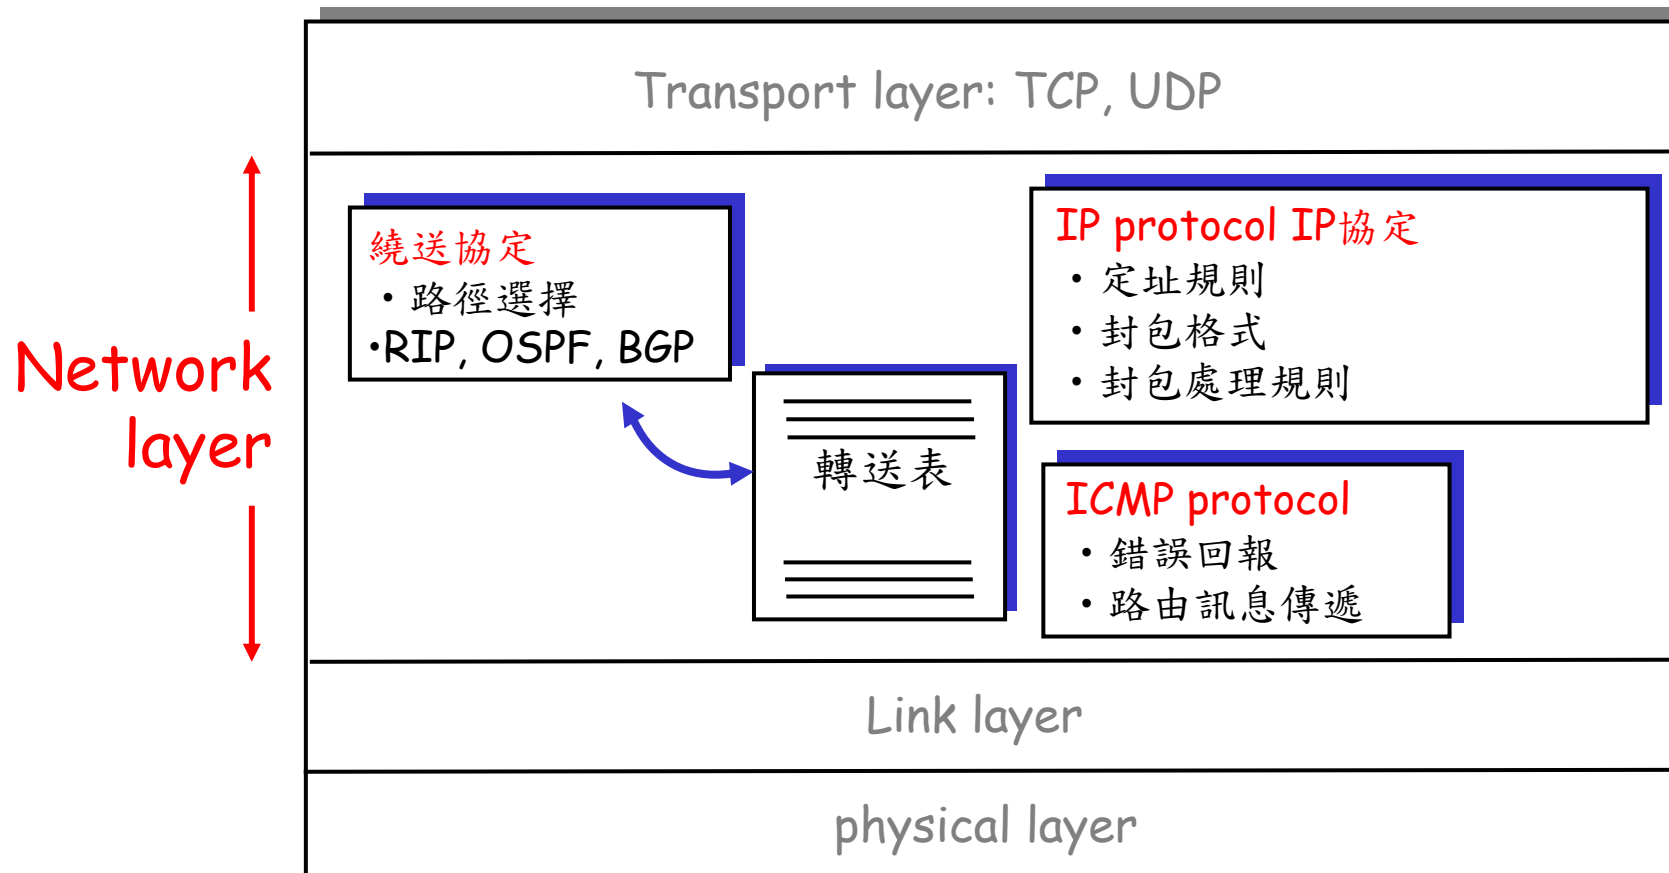 Transport layer: TCP, UDP
Network
layer
繞送協定
・路徑選擇
•RIP, OSPF, BGP
轉送表
IP protocol IP協定
・定址規則
・封包格式
・封包處理規則
ICMP protocol
・錯誤回報
・路由訊息傳遞
Link layer
physical layer